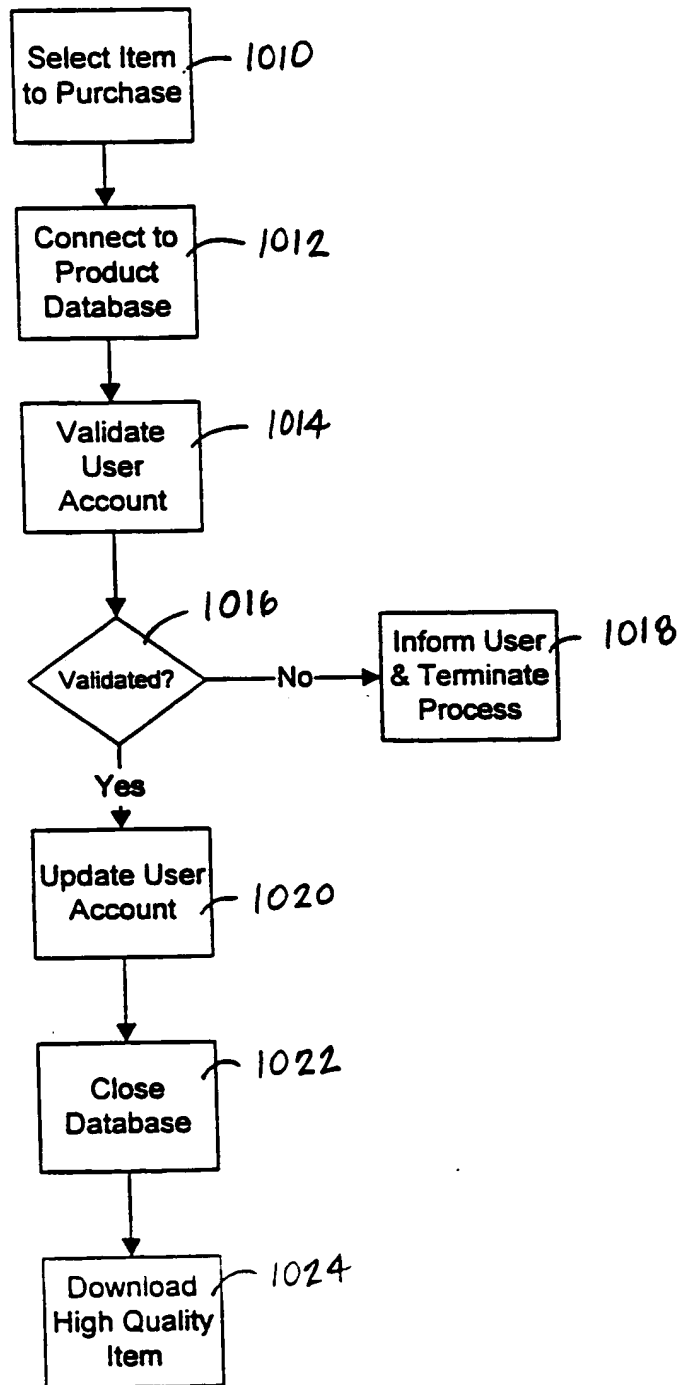 Select Item
to Purchase
1010
Connect to
Product
Database
1012
Validate
User
Account
1014
Validated?
1016
No
Inform User
& Terminate
Process
1018
Yes
Update User
Account
1020
Close
Database
1022
Download
High Quality
Item
1024